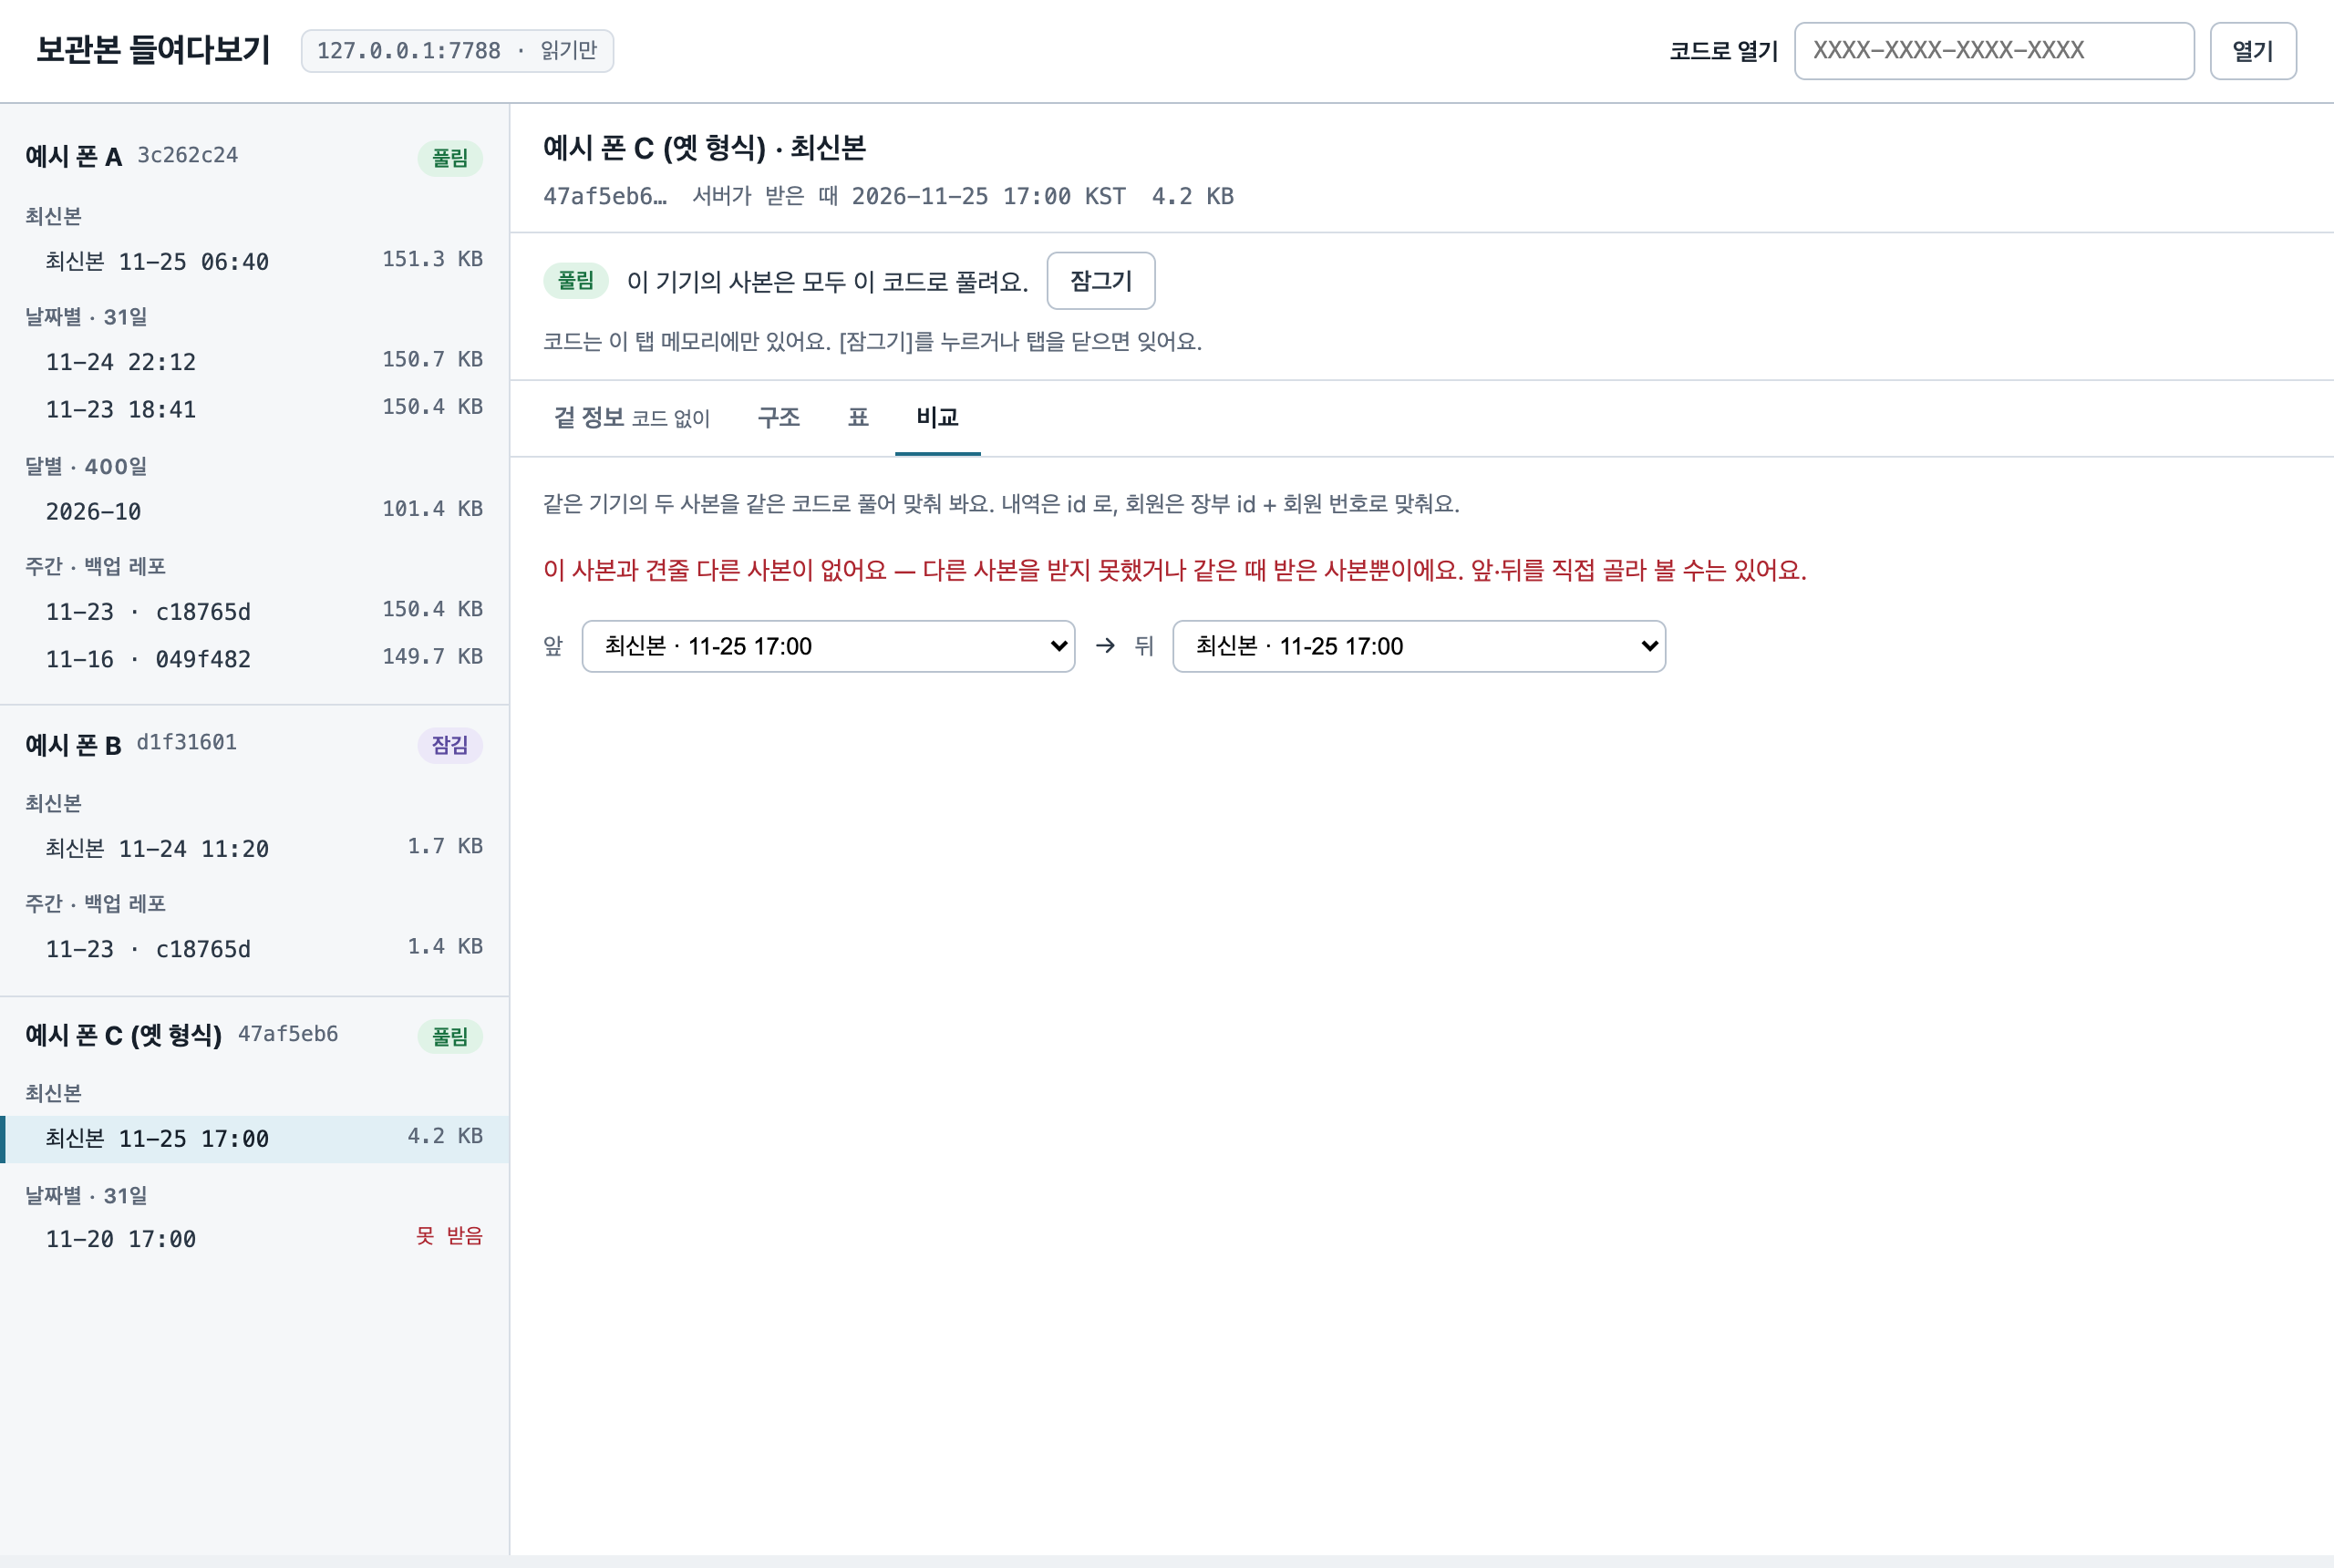 보관본 들여다보기 127.0.0.1:7788 · 읽기만 코드로 열기 XXXX-XXXX-XXXX-XXXX 열기
예시 폰 A 3c262c24 풀림
최신본
최신본 11-25 06:40 151.3 KB
날짜별 · 31일
11-24 22:12 150.7 KB
11-23 18:41 150.4 KB
달별 · 400일
2026-10 101.4 KB
주간 · 백업 레포
11-23 · c18765d 150.4 KB
11-16 · 049f482 149.7 KB
예시 폰 B d1f31601 잠김
최신본
최신본 11-24 11:20 1.7 KB
주간 · 백업 레포
11-23 · c18765d 1.4 KB
예시 폰 C (옛 형식) 47af5eb6 풀림
최신본
최신본 11-25 17:00 4.2 KB
날짜별 · 31일
11-20 17:00 못 받음
예시 폰 C (옛 형식) · 최신본
47af5eb6… 서버가 받은 때 2026-11-25 17:00 KST 4.2 KB
풀림 이 기기의 사본은 모두 이 코드로 풀려요. 잠그기
코드는 이 탭 메모리에만 있어요. [잠그기]를 누르거나 탭을 닫으면 잊어요.
겉 정보 코드 없이 구조 표 비교
같은 기기의 두 사본을 같은 코드로 풀어 맞춰 봐요. 내역은 id 로, 회원은 장부 id + 회원 번호로 맞춰요.
이 사본과 견줄 다른 사본이 없어요 — 다른 사본을 받지 못했거나 같은 때 받은 사본뿐이에요. 앞·뒤를 직접 골라 볼 수는 있어요.
앞 최신본 · 11-25 17:00 → 뒤 최신본 · 11-25 17:00